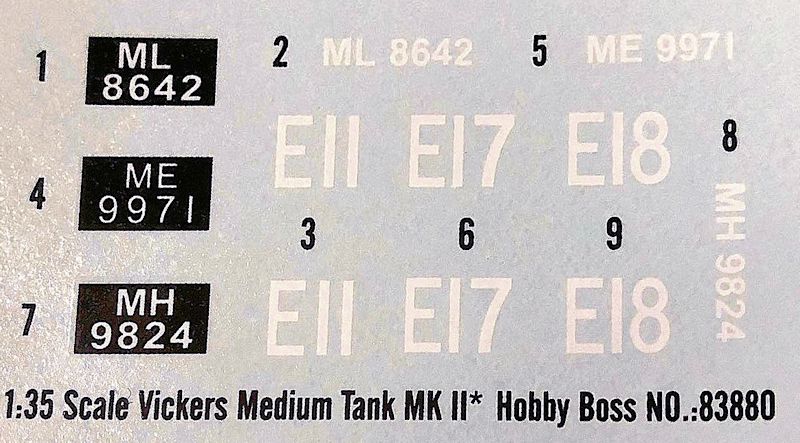 1 ML 8642 2 ML 8642 5 ME 9971
E11 E17 E18 8
4 ME 9971 MH 9824
3 6 9
7 MH 9824 E11 E17 E18
1:35 Scale Vickers Medium Tank MK II* Hobby Boss NO.:83880